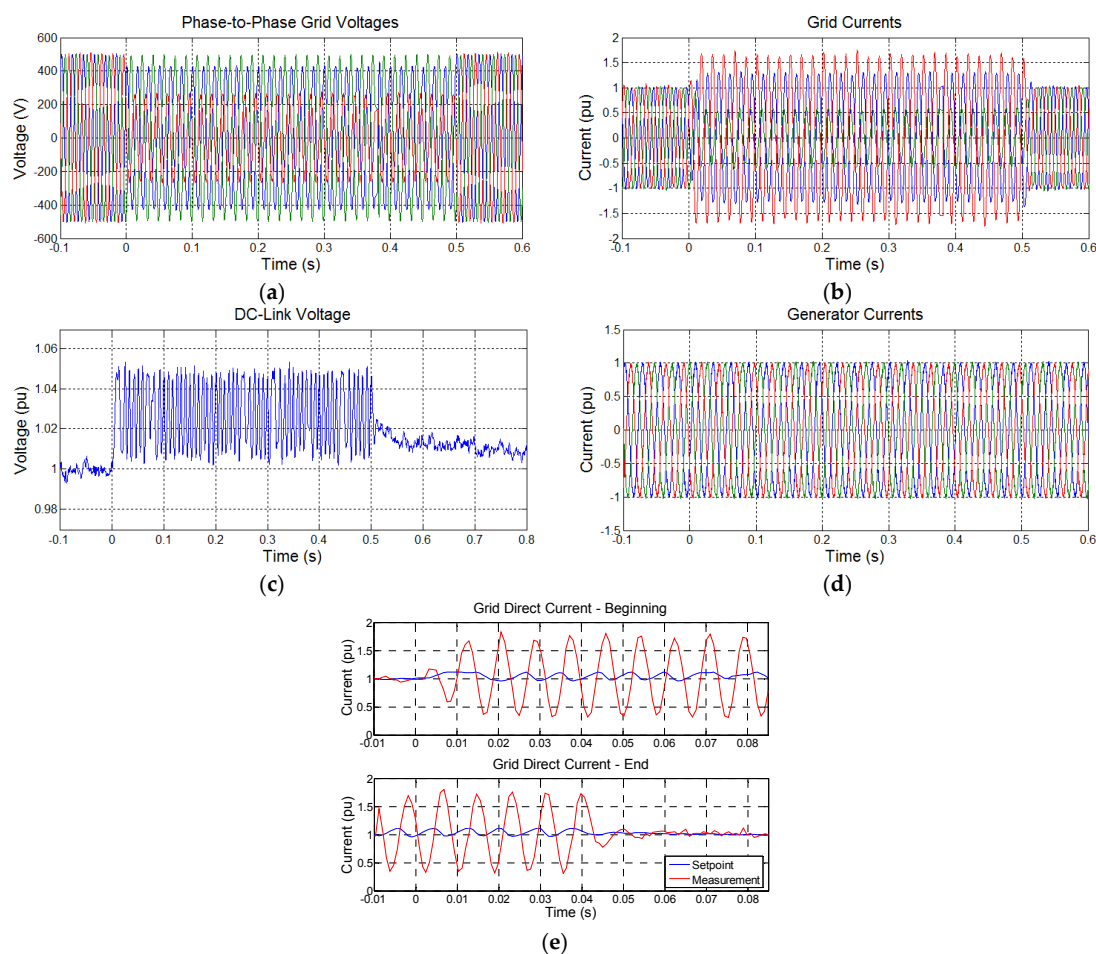 Phase-to-Phase Grid Voltages
Voltage (V)
600
400
200
0
-200
-400
-600
-0.1 0 0.1 0.2 0.3 0.4 0.5 0.6
Time (s)
(a)
Grid Currents
Current (pu)
2
1.5
1
0.5
0
-0.5
-1
-1.5
2
-0.1 0 0.1 0.2 0.3 0.4 0.5 0.6
Time (s)
(b)
DC-Link Voltage
Voltage (pu)
1.06
1.04
1.02
1
0.98
-0.1 0 0.1 0.2 0.3 0.4 0.5 0.6 0.7 0.8
Time (s)
(c)
Generator Currents
Current (pu)
1.5
1
0.5
0
-0.5
-1
-1.5
-0.1 0 0.1 0.2 0.3 0.4 0.5 0.6
Time (s)
(d)
Grid Direct Current - Beginning
Current (pu)
2
1.5
1
0.5
0
-0.01 0 0.01 0.02 0.03 0.04 0.05 0.06 0.07 0.08
Grid Direct Current - End
Current (pu)
2
1.5
1
0.5
0
Setpoint
Measurement
-0.01 0 0.01 0.02 0.03 0.04 0.05 0.06 0.07 0.08
Time (s)
(e)